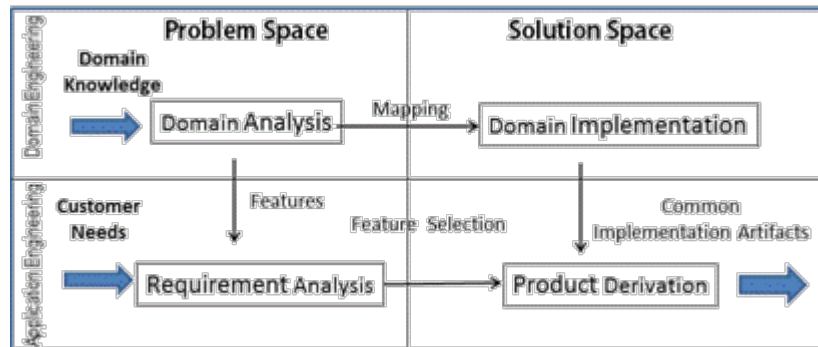 Problem Space
Solution Space
Domain Engineering
Domain
Knowledge
Domain Analysis
Mapping
Domain Implementation
Features
Application Engineering
Customer
Needs
Feature Selection
Common
Implementation Artifacts
Requirement Analysis
Product Derivation